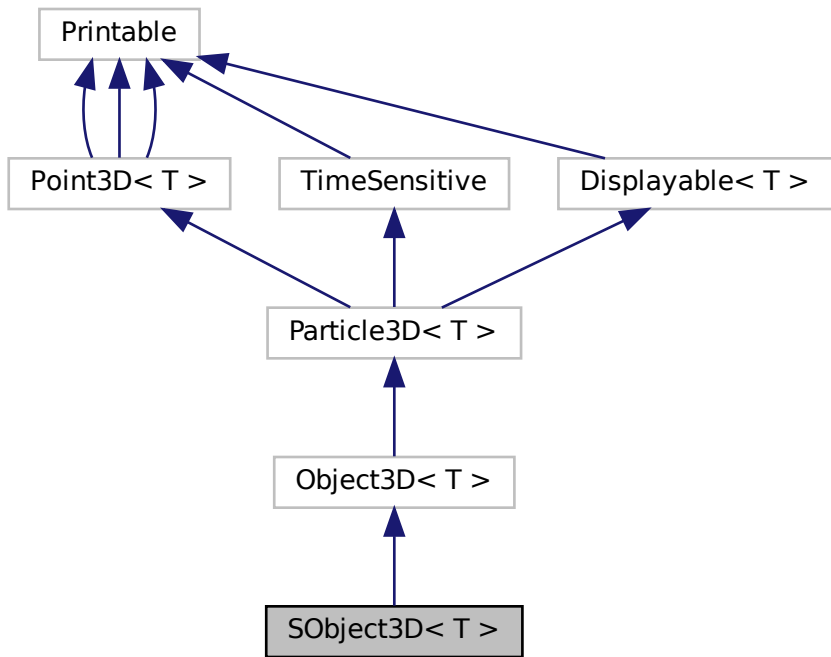 Printable
Point3D< T >
TimeSensitive
Displayable< T >
Particle3D< T >
Object3D< T >
SObject3D< T >